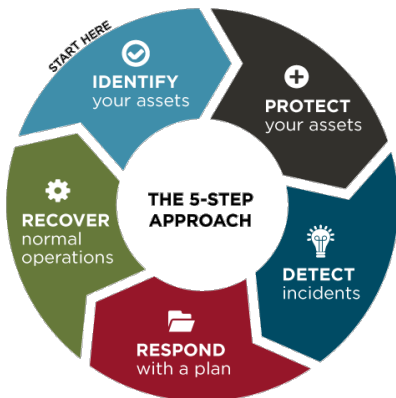 START HERE
IDENTIFY
your assets
PROTECT
your assets
DETECT
incidents
RESPOND
with a plan
RECOVER
normal
operations
THE 5-STEP
APPROACH